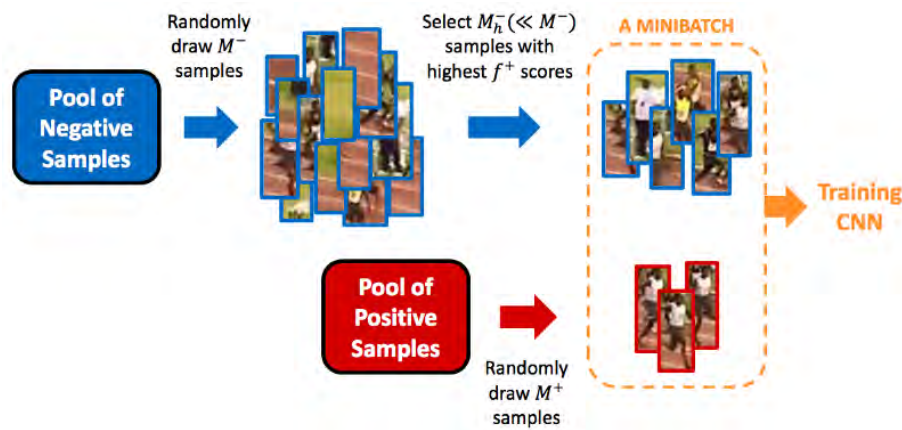 Randomly
draw M⁻
samples
Select M_h⁻(≪ M⁻)
samples with
highest f⁺ scores
A MINIBATCH
Pool of
Negative
Samples
Training
CNN
Pool of
Positive
Samples
Randomly
draw M⁺
samples